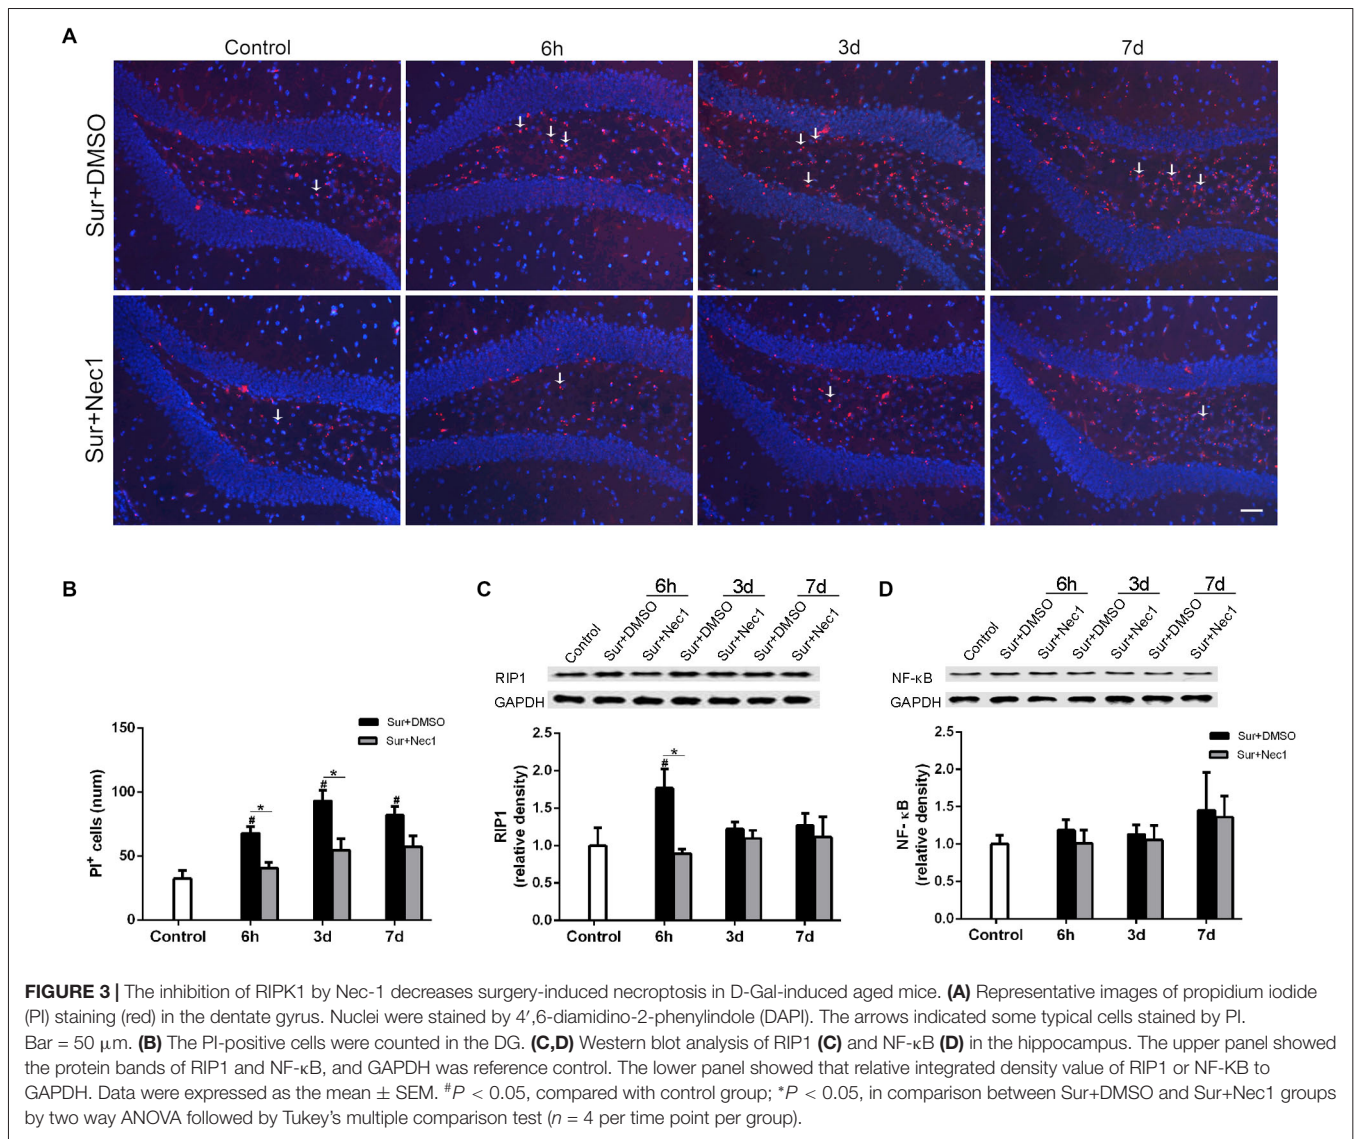 A
Control
6h
3d
7d
Sur+DMSO
Sur+Nec1
B
Sur+DMSO
Sur+Nec1
150
100
50
0
PI+ cells (num)
#
*
#
*
#
Control
6h
3d
7d
C
6h
3d
7d
Control
Sur+DMSO
Sur+Nec1
Sur+DMSO
Sur+Nec1
Sur+DMSO
Sur+Nec1
RIP1
GAPDH
2.5
2.0
1.5
1.0
0.5
0.0
RIP1
(relative density)
#
*
Control
6h
3d
7d
D
6h
3d
7d
Control
Sur+DMSO
Sur+Nec1
Sur+DMSO
Sur+Nec1
Sur+DMSO
Sur+Nec1
NF-κB
GAPDH
Sur+DMSO
Sur+Nec1
2.5
2.0
1.5
1.0
0.5
0.0
NF- κB
(relative density)
Control
6h
3d
7d
FIGURE 3 | The inhibition of RIPK1 by Nec-1 decreases surgery-induced necroptosis in D-Gal-induced aged mice. (A) Representative images of propidium iodide
(PI) staining (red) in the dentate gyrus. Nuclei were stained by 4′,6-diamidino-2-phenylindole (DAPI). The arrows indicated some typical cells stained by PI.
Bar = 50 μm. (B) The PI-positive cells were counted in the DG. (C,D) Western blot analysis of RIP1 (C) and NF-κB (D) in the hippocampus. The upper panel showed
the protein bands of RIP1 and NF-κB, and GAPDH was reference control. The lower panel showed that relative integrated density value of RIP1 or NF-KB to
GAPDH. Data were expressed as the mean ± SEM. #P < 0.05, compared with control group; *P < 0.05, in comparison between Sur+DMSO and Sur+Nec1 groups
by two way ANOVA followed by Tukey's multiple comparison test (n = 4 per time point per group).